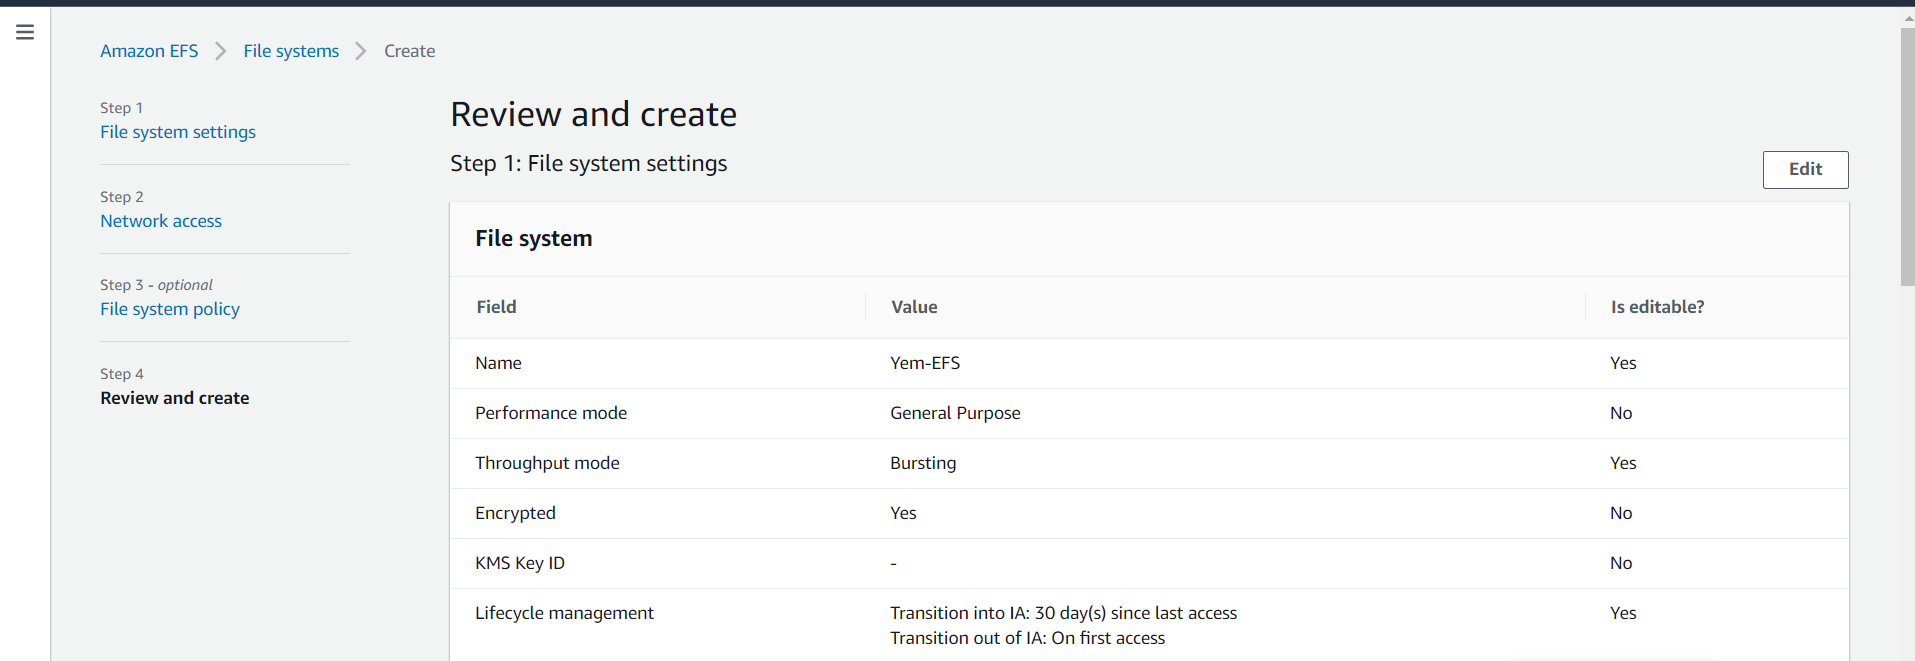 Amazon EFS File systems Create
Step 1
File system settings
Step 2
Network access
Step 3 - optional
File system policy
Step 4
Review and create
Review and create
Step 1: File system settings
Edit
File system
Field Value Is editable?
Name Yem-EFS Yes
Performance mode General Purpose No
Throughput mode Bursting Yes
Encrypted Yes No
KMS Key ID - No
Lifecycle management Transition into IA: 30 day(s) since last access Yes
Transition out of IA: On first access